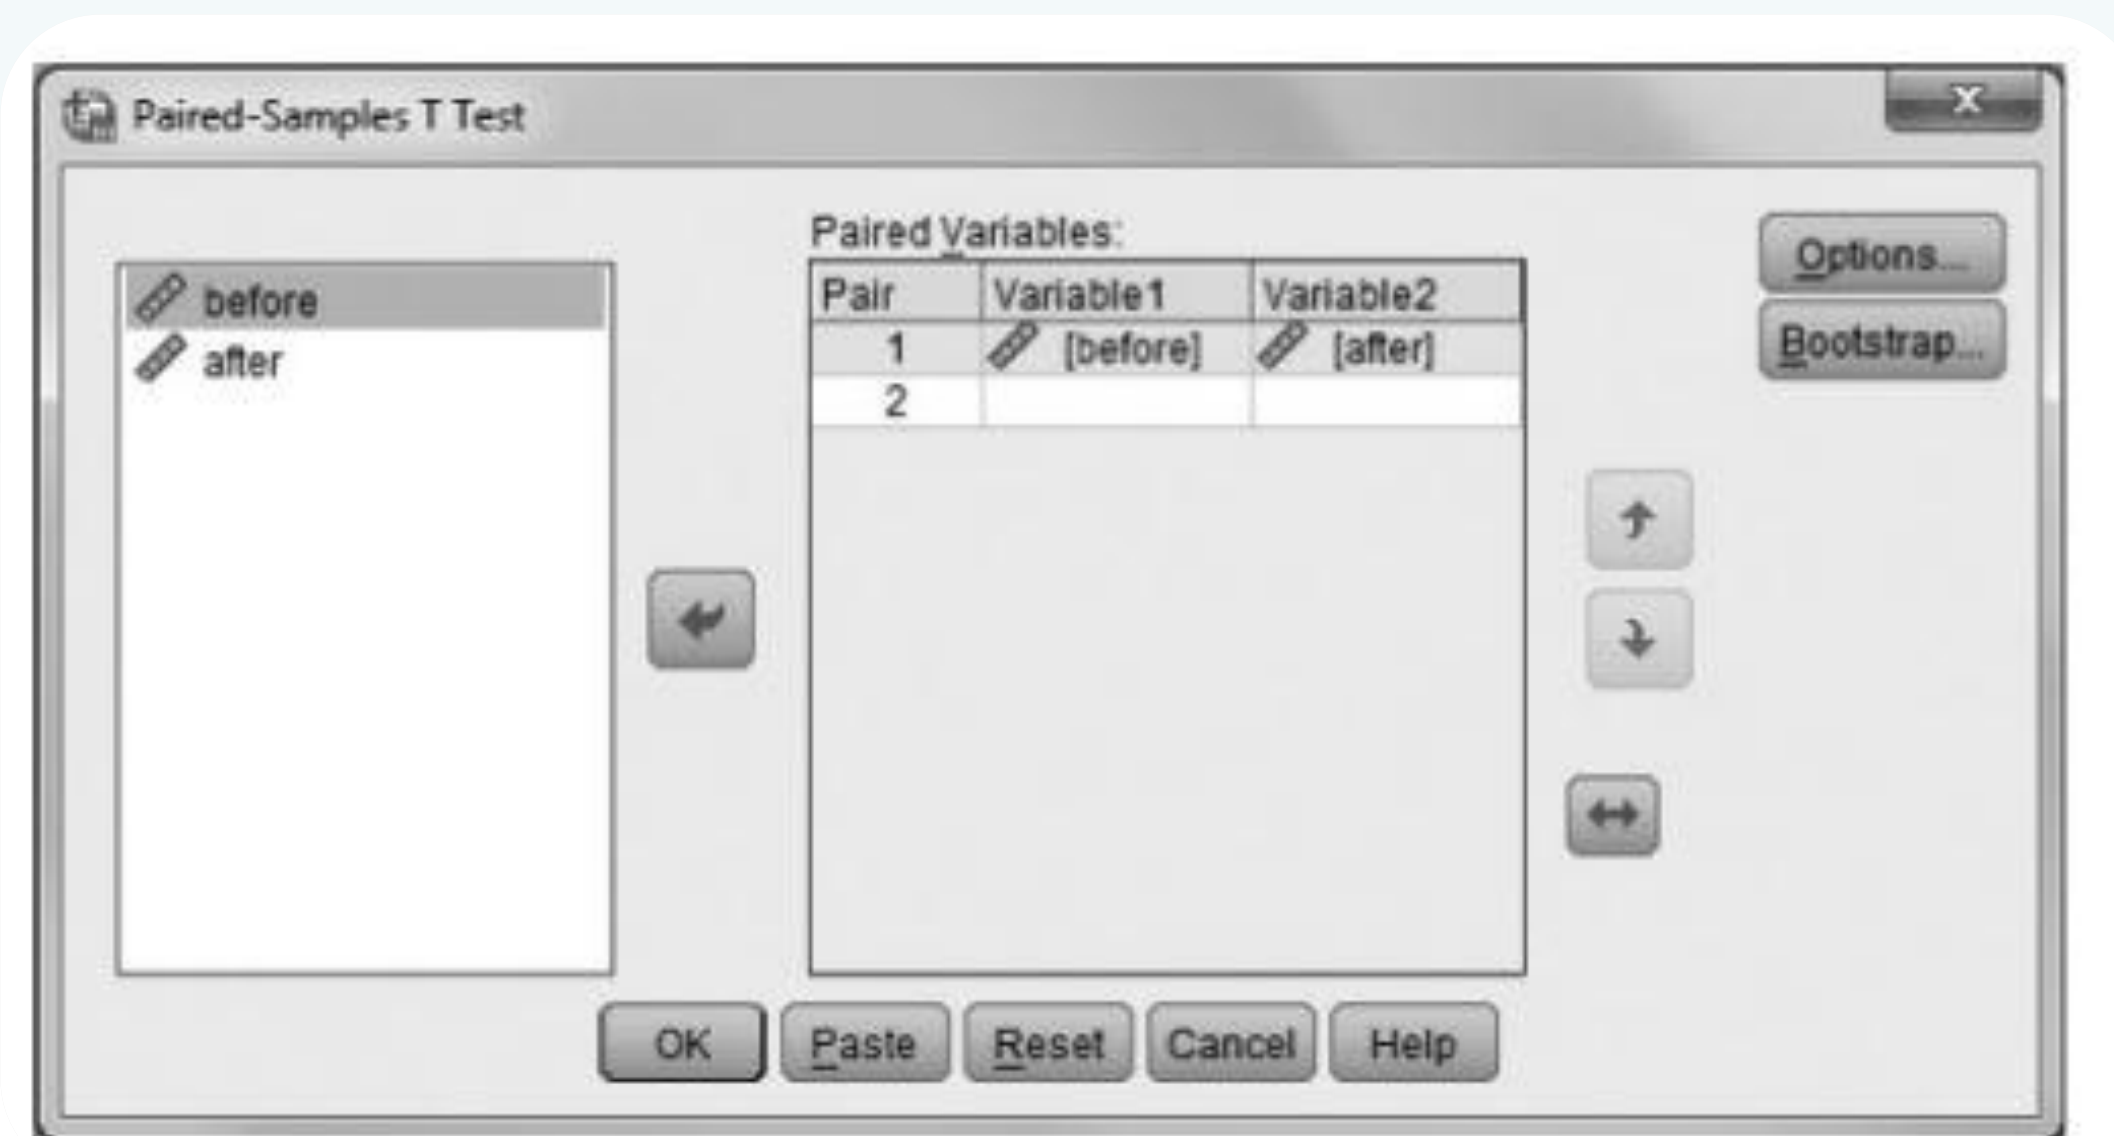 Paired-Samples T Test
before
after
Paired Variables:
Pair Variable1 Variable2
1 [before] [after]
2
Options...
Bootstrap...
OK Paste Reset Cancel Help